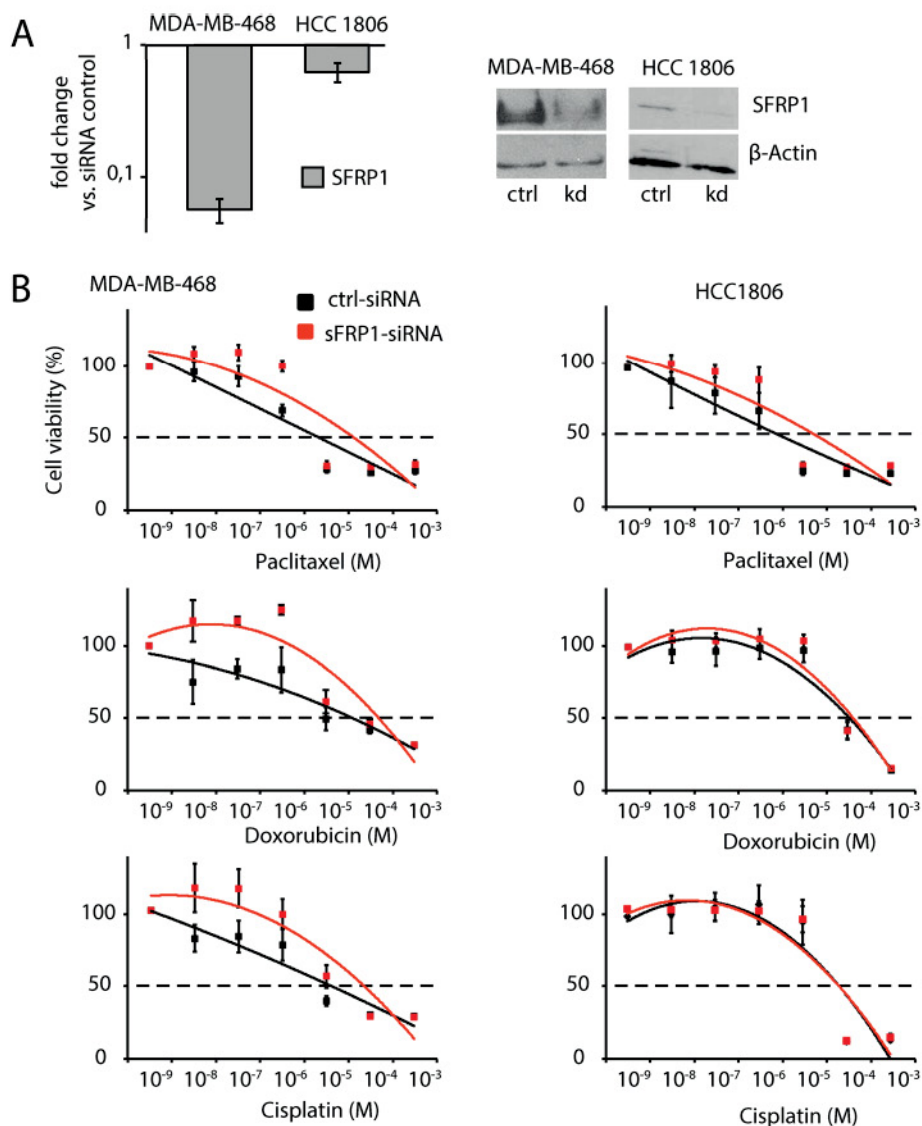 A
MDA-MB-468 HCC 1806
1
0,1
fold change
vs. siRNA control
SFRP1
MDA-MB-468 HCC 1806
SFRP1
β-Actin
ctrl kd ctrl kd
B
MDA-MB-468
ctrl-siRNA
sFRP1-siRNA
HCC1806
Cell viability (%)
100
50
0
10-9 10-8 10-7 10-6 10-5 10-4 10-3
Paclitaxel (M)
100
50
0
10-9 10-8 10-7 10-6 10-5 10-4 10-3
Paclitaxel (M)
100
50
0
10-9 10-8 10-7 10-6 10-5 10-4 10-3
Doxorubicin (M)
100
50
0
10-9 10-8 10-7 10-6 10-5 10-4 10-3
Doxorubicin (M)
100
50
0
10-9 10-8 10-7 10-6 10-5 10-4 10-3
Cisplatin (M)
100
50
0
10-9 10-8 10-7 10-6 10-5 10-4 10-3
Cisplatin (M)